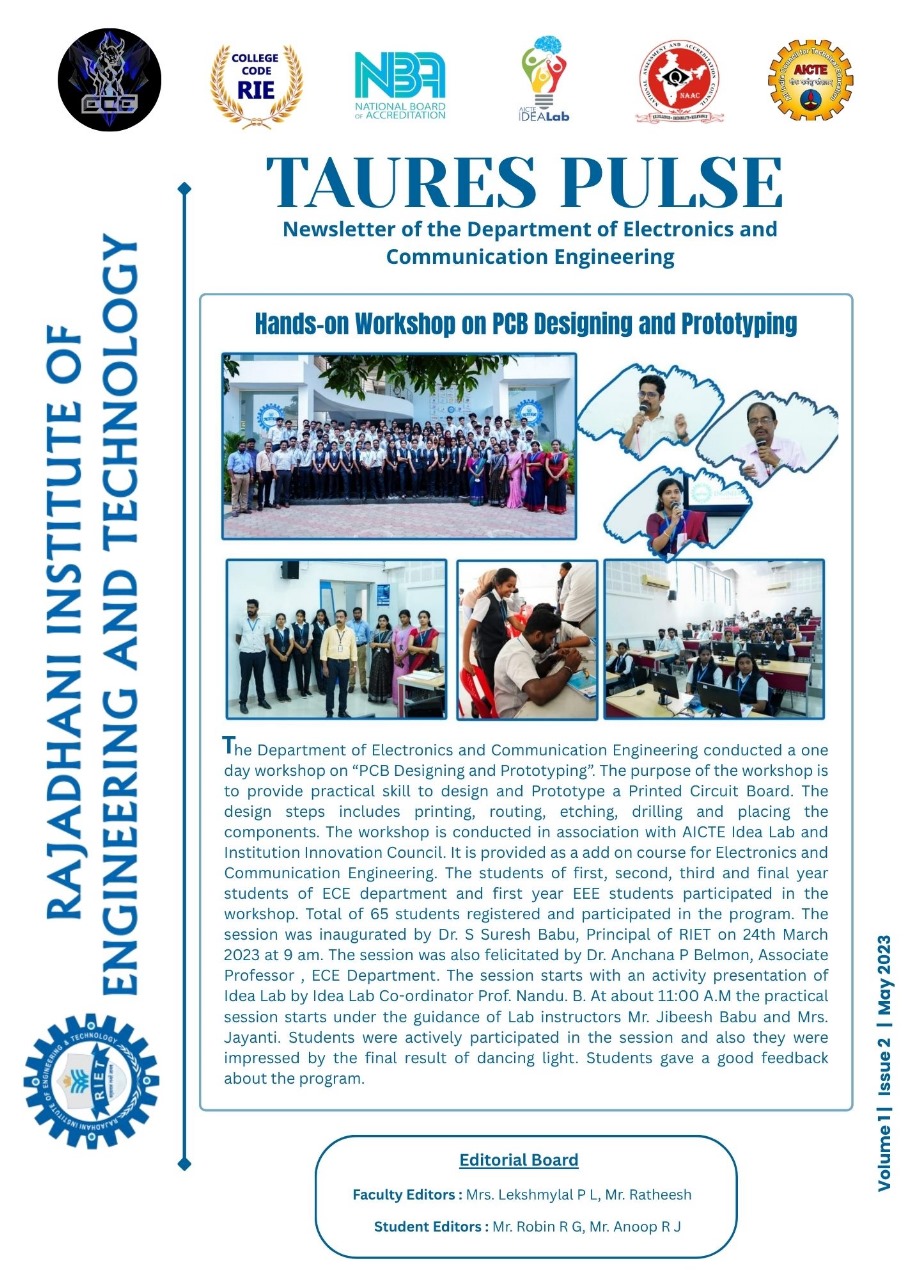 ECE
COLLEGE
CODE
RIE
NBA
NATIONAL BOARD
OF ACCREDITATION
AICTE
IDEALab
NATIONAL ASSESSMENT AND ACCREDITATION COUNCIL
NAAC
AICTE
TAURES PULSE
Newsletter of the Department of Electronics and
Communication Engineering
RAJADHANI INSTITUTE OF
ENGINEERING AND TECHNOLOGY
Hands-on Workshop on PCB Designing and Prototyping
The Department of Electronics and Communication Engineering conducted a one
day workshop on “PCB Designing and Prototyping”. The purpose of the workshop is
to provide practical skill to design and Prototype a Printed Circuit Board. The
design steps includes printing, routing, etching, drilling and placing the
components. The workshop is conducted in association with AICTE Idea Lab and
Institution Innovation Council. It is provided as a add on course for Electronics and
Communication Engineering. The students of first, second, third and final year
students of ECE department and first year EEE students participated in the
workshop. Total of 65 students registered and participated in the program. The
session was inaugurated by Dr. S Suresh Babu, Principal of RIET on 24th March
2023 at 9 am. The session was also felicitated by Dr. Anchana P Belmon, Associate
Professor , ECE Department. The session starts with an activity presentation of
Idea Lab by Idea Lab Co-ordinator Prof. Nandu. B. At about 11:00 A.M the practical
session starts under the guidance of Lab instructors Mr. Jibeesh Babu and Mrs.
Jayanti. Students were actively participated in the session and also they were
impressed by the final result of dancing light. Students gave a good feedback
about the program.
RAJADHANI INSTITUTE OF ENGINEERING & TECHNOLOGY
RIET
Volume 1 | Issue 2 | May 2023
Editorial Board
Faculty Editors : Mrs. Lekshmylal P L, Mr. Ratheesh
Student Editors : Mr. Robin R G, Mr. Anoop R J